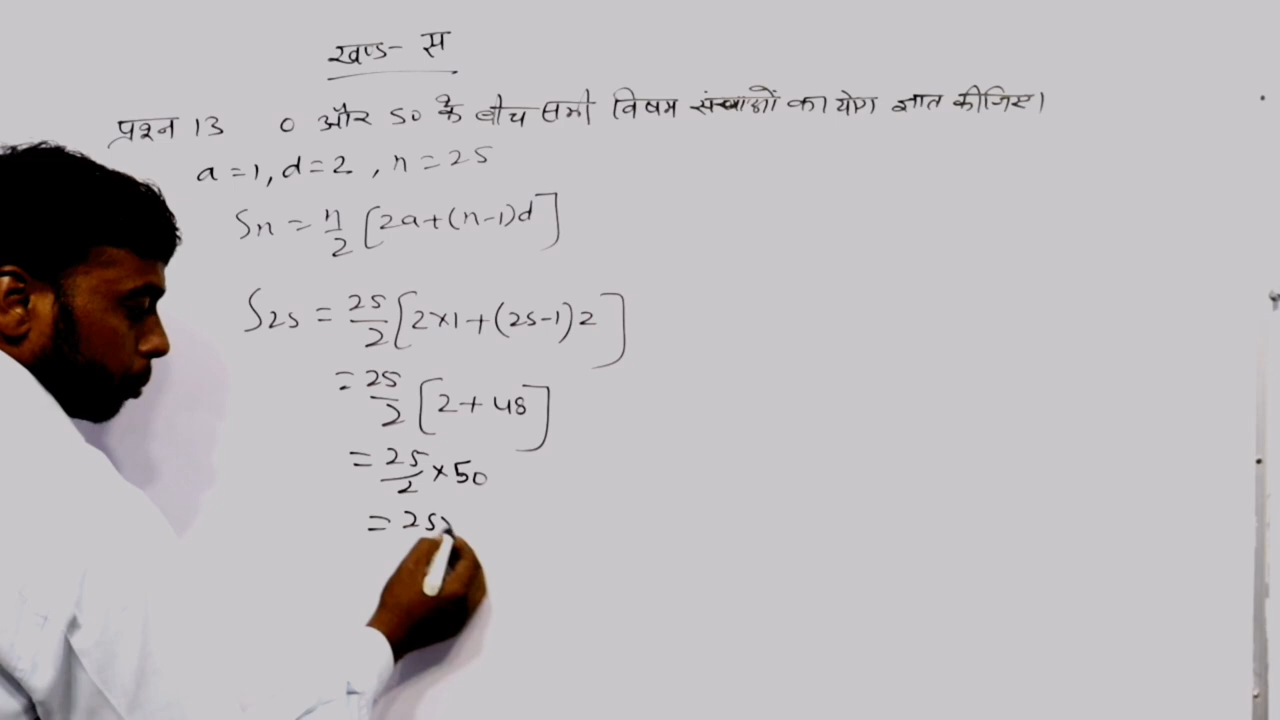 खण्ड- स
प्रश्न 13 0 और 50 के बीच सभी विषम संख्याओं का योग ज्ञात कीजिए।
a=1, d=2, n=25
Sn = n/2 [2a+(n-1)d]
S25 = 25/2 [2×1+(25-1)2]
= 25/2 [2+48]
= 25/2 × 50
= 25×